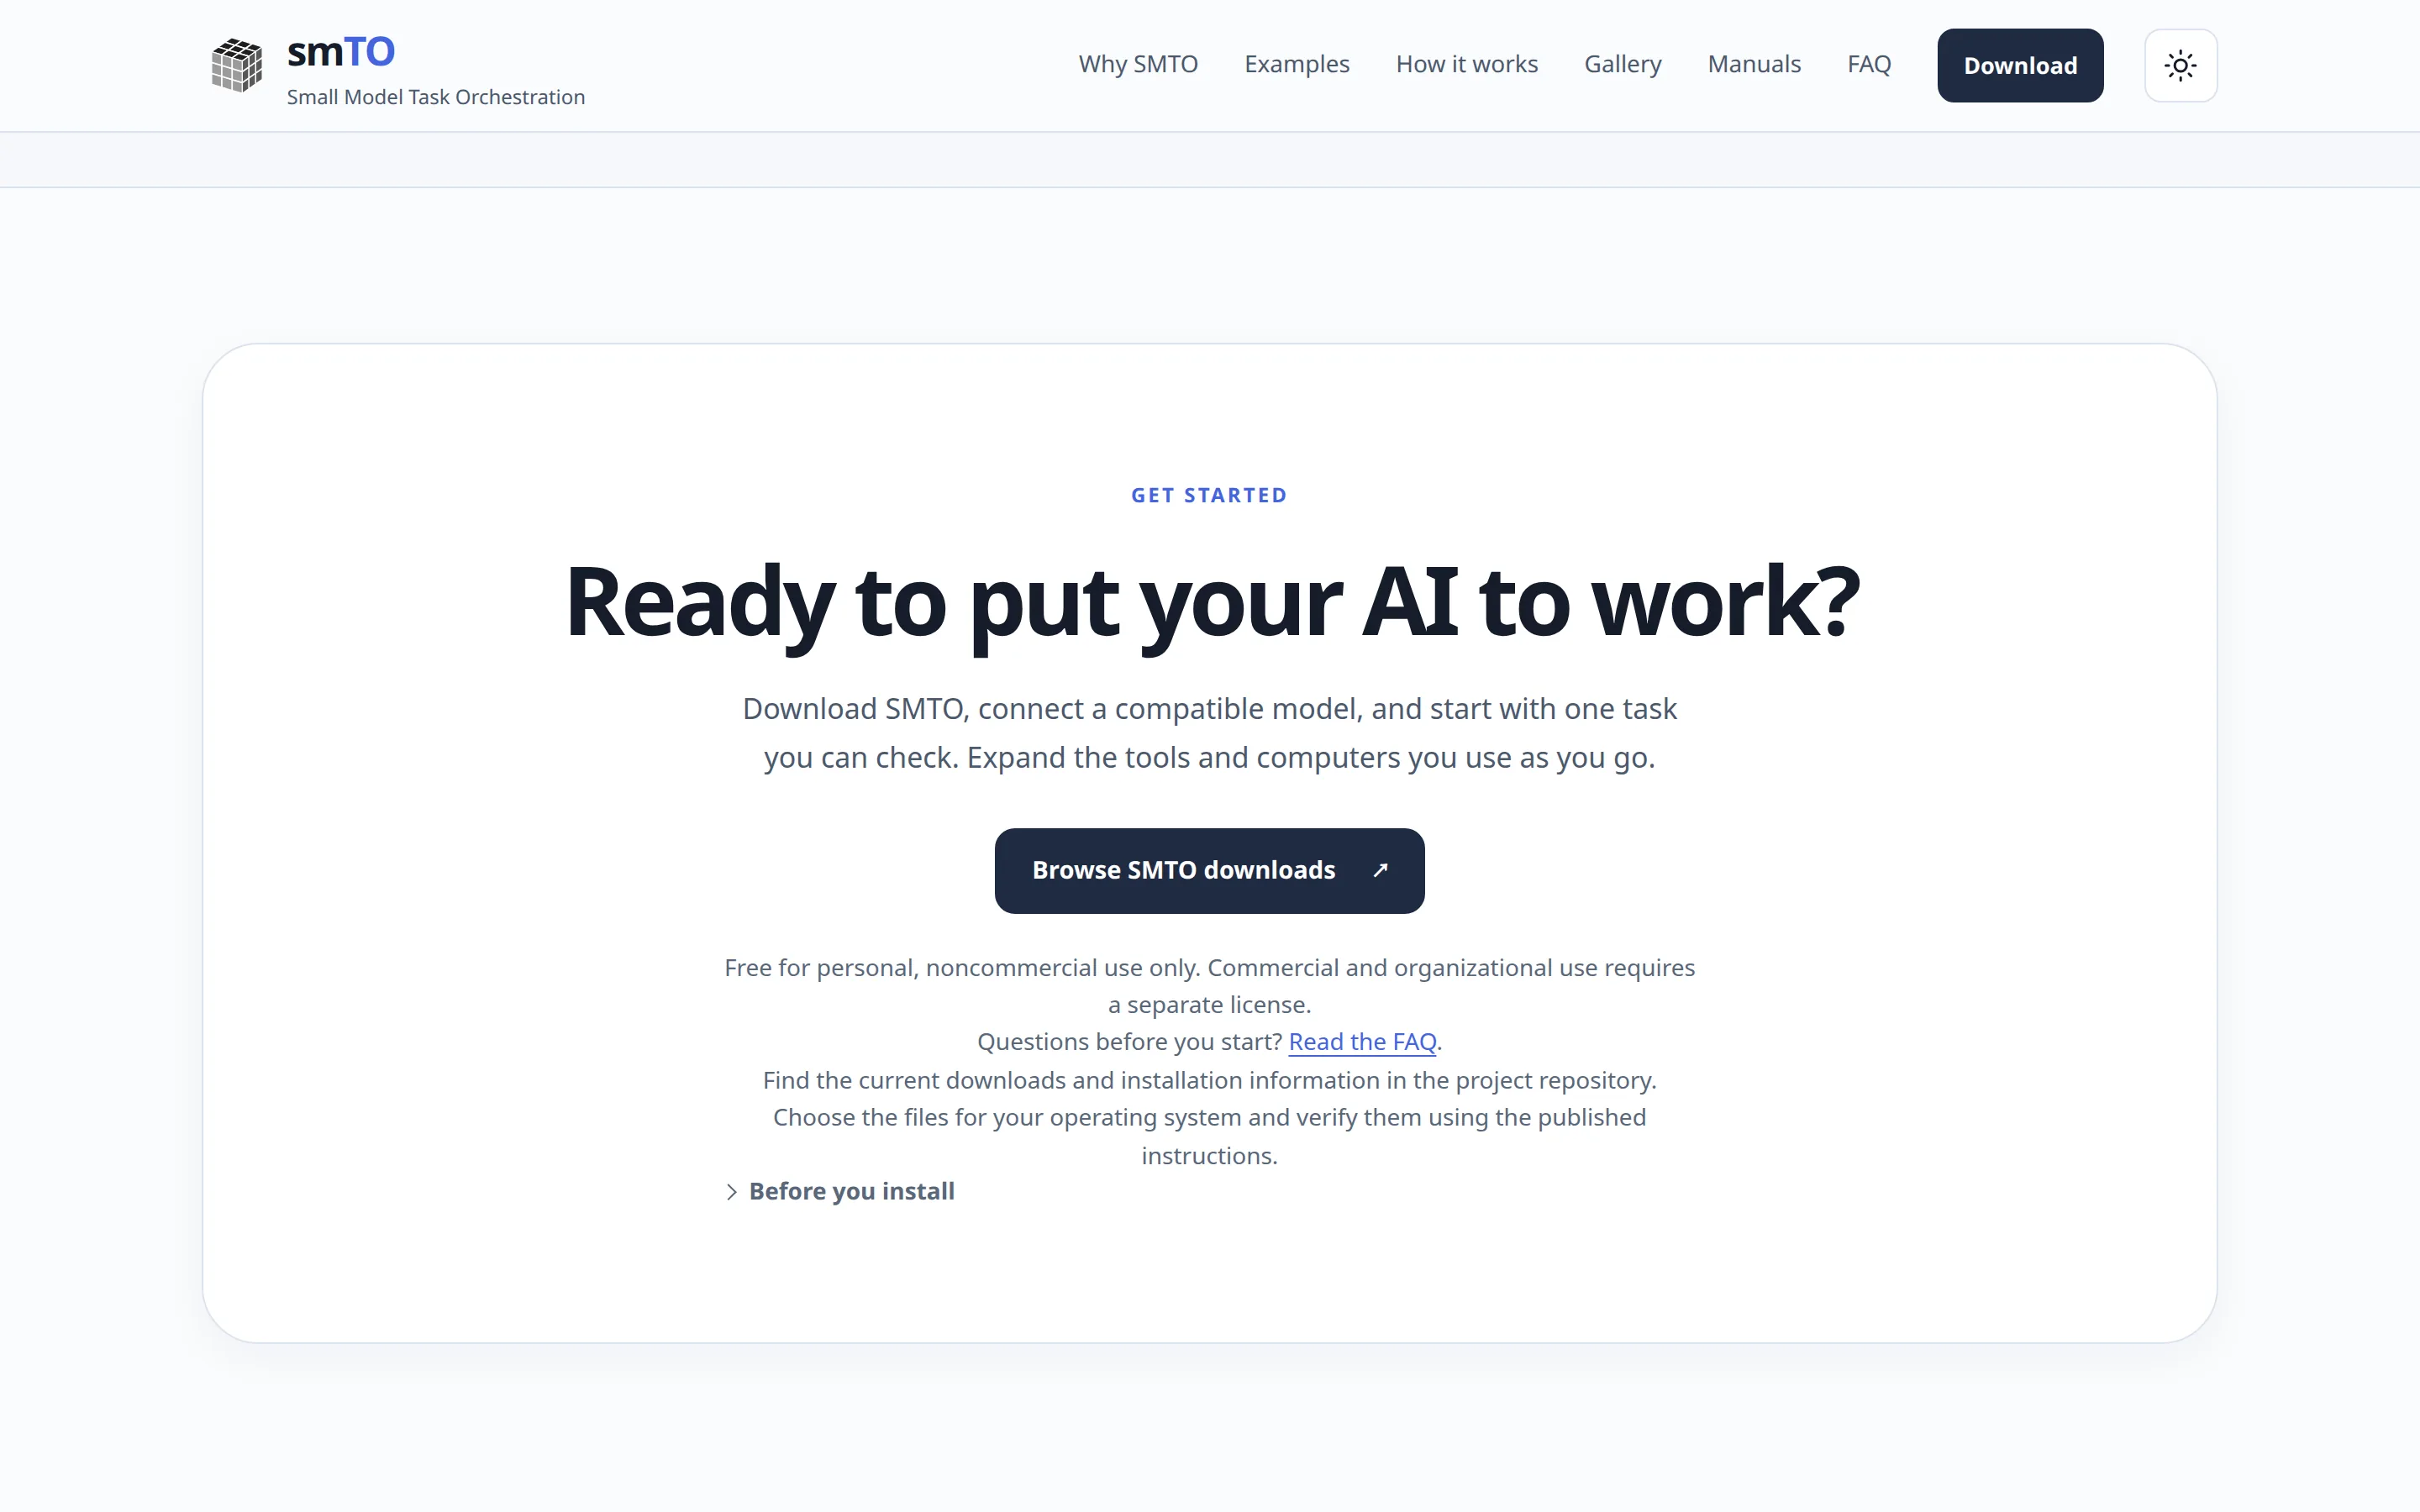 smTO
Small Model Task Orchestration
Why SMTO
Examples
How it works
Gallery
Manuals
FAQ
Download
GET STARTED
Ready to put your AI to work?
Download SMTO, connect a compatible model, and start with one task
you can check. Expand the tools and computers you use as you go.
Browse SMTO downloads ↗
Free for personal, noncommercial use only. Commercial and organizational use requires
a separate license.
Questions before you start? Read the FAQ.
Find the current downloads and installation information in the project repository.
Choose the files for your operating system and verify them using the published
instructions.
Before you install